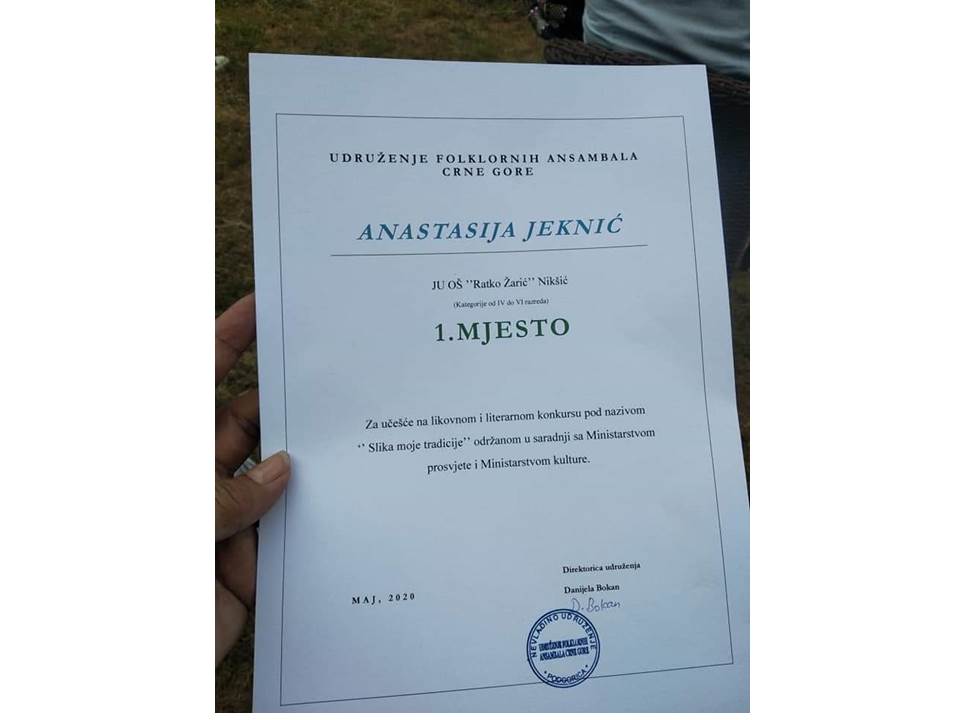 UDRUŽENJE FOLKLORNIH ANSAMBALA
CRNE GORE
ANASTASIJA JEKNIĆ
JU OŠ ’’Ratko Žarić’’ Nikšić
(Kategorije od IV do VI razreda)
1.MJESTO
Za učešće na likovnom i literarnom konkursu pod nazivom
‘’ Slika moje tradicije’’ održanom u saradnji sa Ministarstvom
prosvjete i Ministarstvom kulture.
Direktorica udruženja
Danijela Bokan
D. Bokan
MAJ, 2020
NEVLADINO UDRUŽENJE
UDRUŽENJE FOLKLORNIH
ANSAMBALA CRNE GORE
PODGORICA